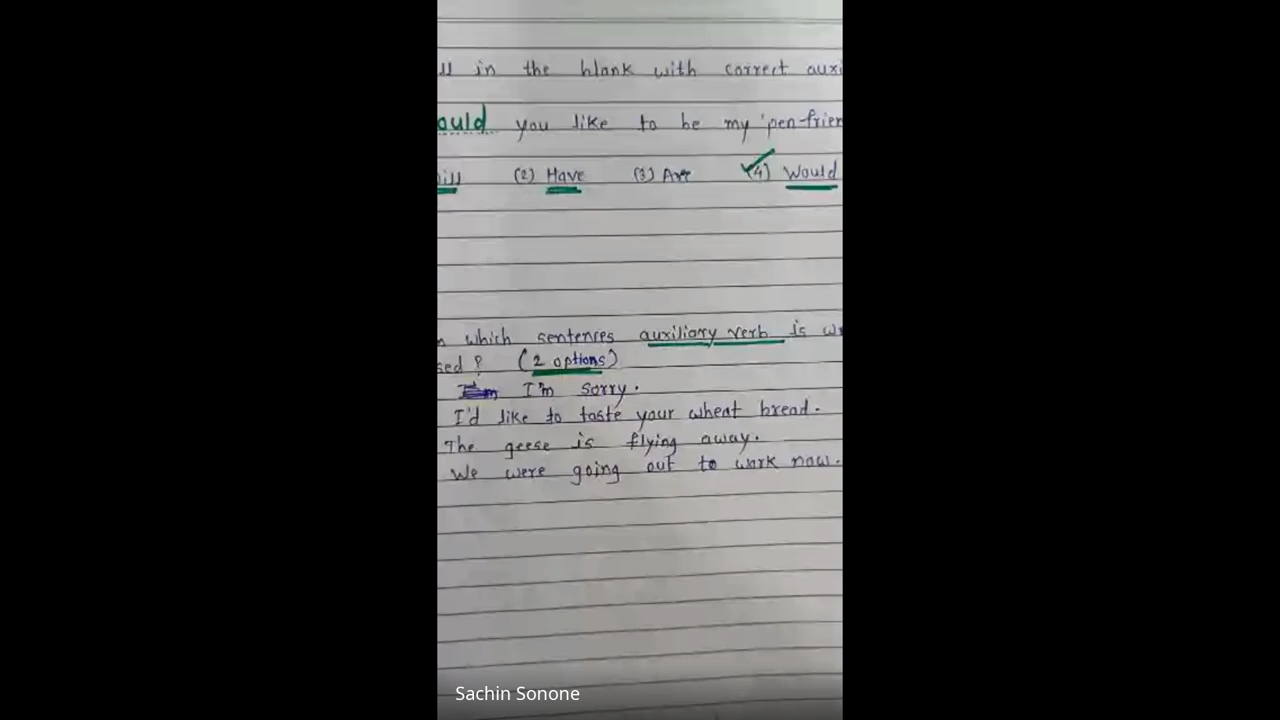 in the blank with correct auxi
ould you like to be my 'pen-frien
ill (2) Have (3) Are (4) Would
which sentences auxiliary verb is w
sed ? (2 options)
I'm I'm sorry.
I'd like to taste your wheat bread.
The geese is flying away.
We were going out to work now.
Sachin Sonone